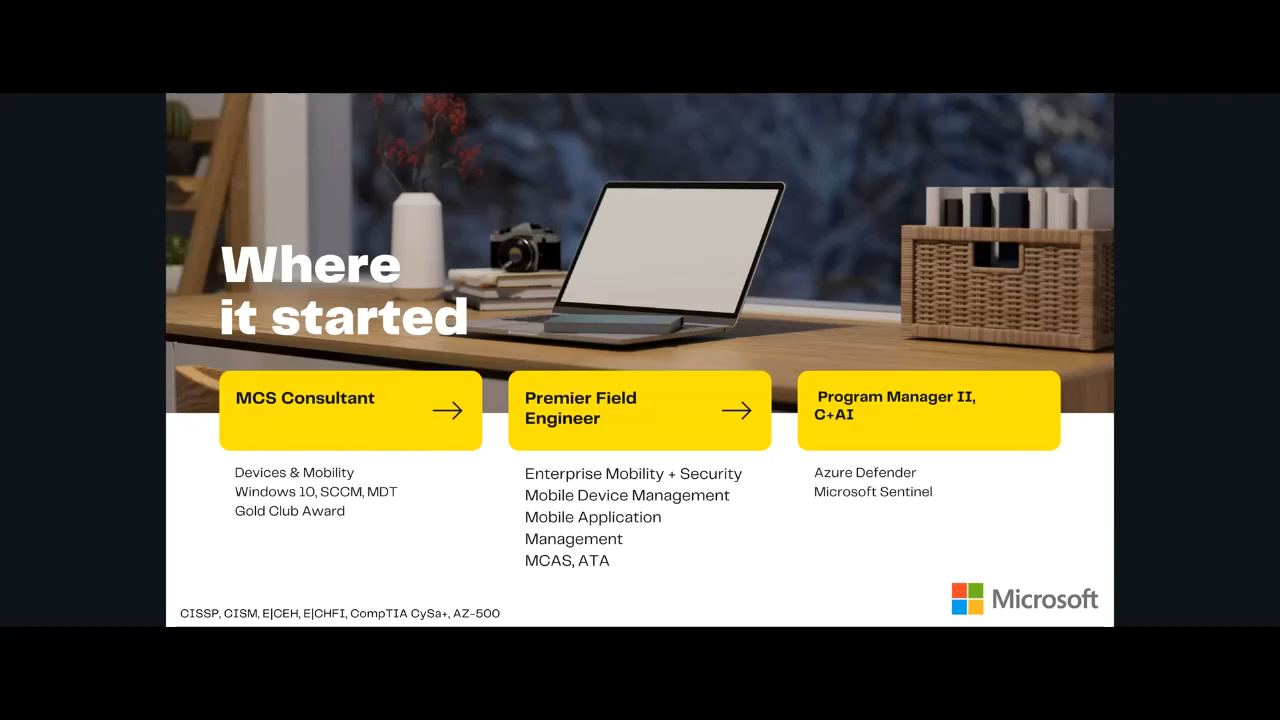 Where
it started
MCS Consultant
Devices & Mobility
Windows 10, SCCM, MDT
Gold Club Award
Premier Field
Engineer
Enterprise Mobility + Security
Mobile Device Management
Mobile Application
Management
MCAS, ATA
Program Manager II,
C+AI
Azure Defender
Microsoft Sentinel
CISSP, CISM, E|CEH, E|CHFI, CompTIA CySa+, AZ-500
Microsoft